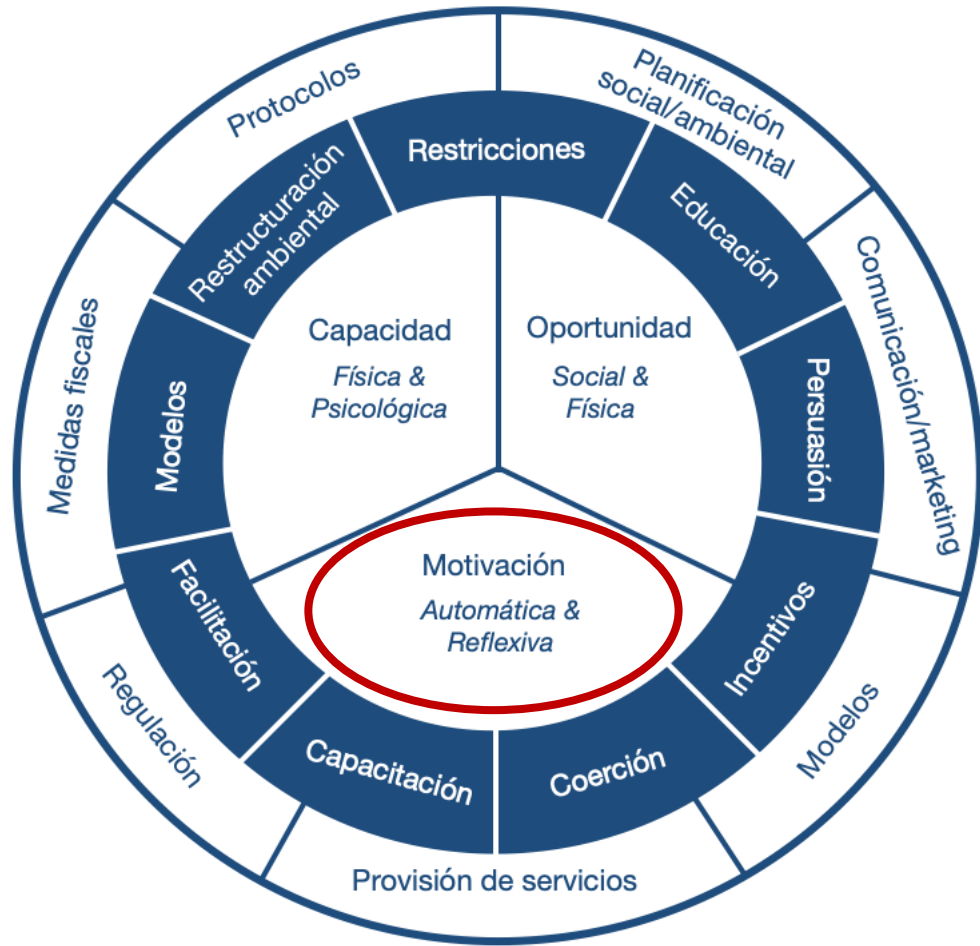 Protocolos
Planificación
social/ambiental
Comunicación/marketing
Modelos
Provisión de servicios
Regulación
Medidas fiscales
Restricciones
Educación
Persuasión
Incentivos
Coerción
Capacitación
Facilitación
Modelos
Restructuración
ambiental
Capacidad
Física &
Psicológica
Oportunidad
Social &
Física
Motivación
Automática &
Reflexiva